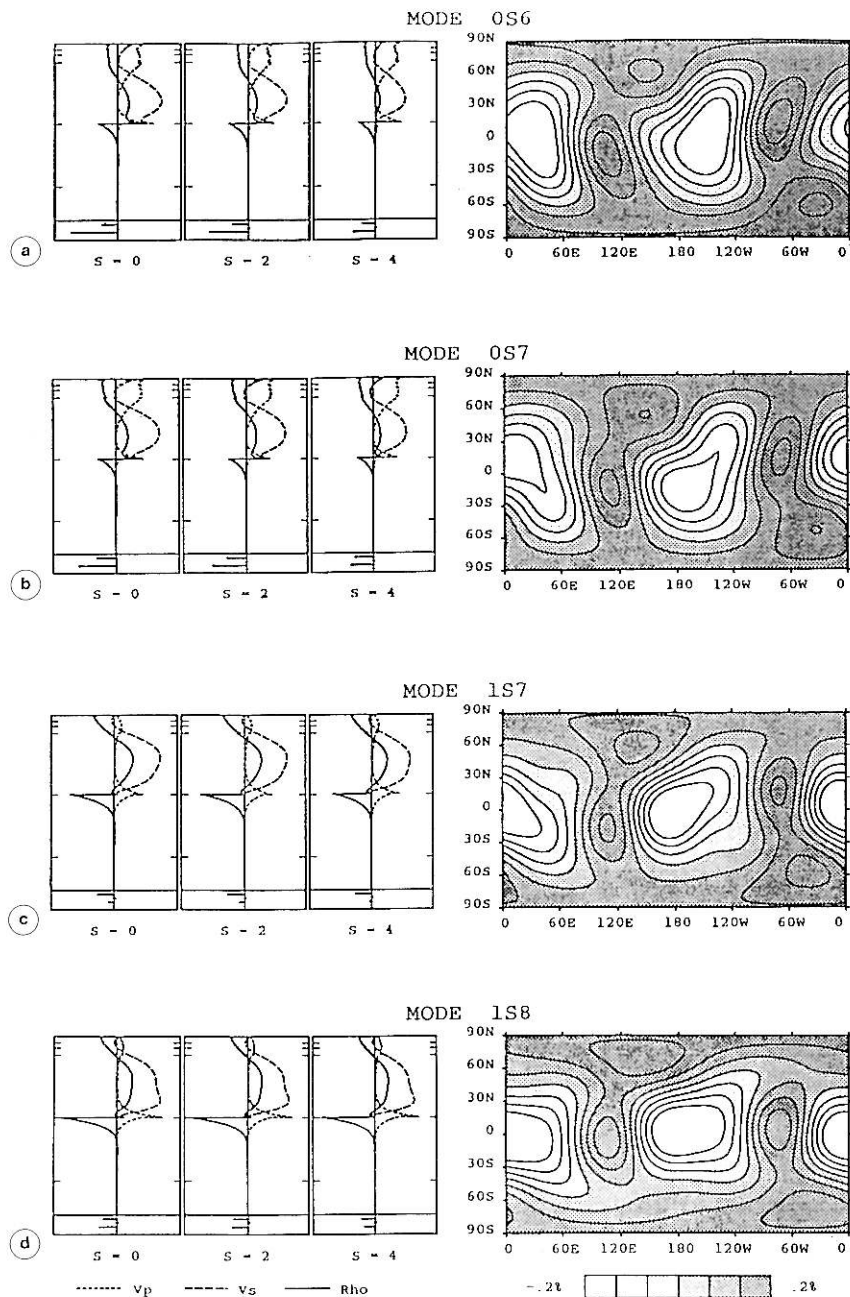 MODE 0S6
90N
60N
30N
0
30S
60S
90S
0 60E 120E 180 120W 60W 0
a
S = 0 S = 2 S = 4
MODE 0S7
90N
60N
30N
0
30S
60S
90S
0 60E 120E 180 120W 60W 0
b
S = 0 S = 2 S = 4
MODE 1S7
90N
60N
30N
0
30S
60S
90S
0 60E 120E 180 120W 60W 0
c
S = 0 S = 2 S = 4
MODE 1S8
90N
60N
30N
0
30S
60S
90S
0 60E 120E 180 120W 60W 0
d
S = 0 S = 2 S = 4
Vp Vs Rho -.2% .2%